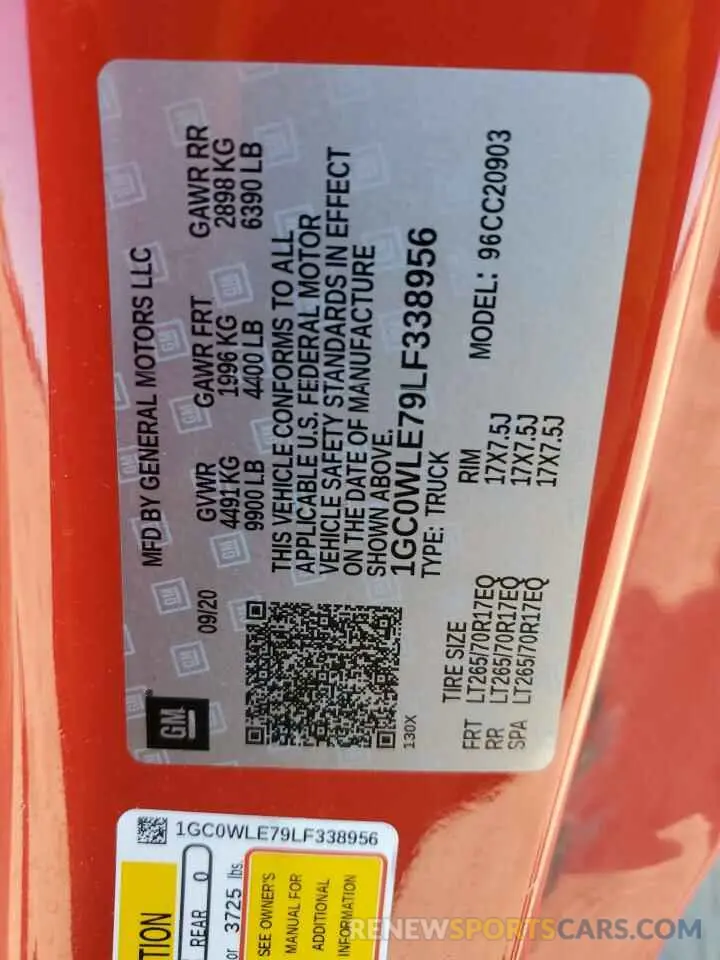 MFD BY GENERAL MOTORS LLC
09/20
GVWR GAWR FRT GAWR RR
4491 KG 1996 KG 2898 KG
9900 LB 4400 LB 6390 LB
THIS VEHICLE CONFORMS TO ALL
APPLICABLE U.S. FEDERAL MOTOR
VEHICLE SAFETY STANDARDS IN EFFECT
ON THE DATE OF MANUFACTURE
SHOWN ABOVE.
1GC0WLE79LF338956
TYPE: TRUCK
GM
130X
TIRE SIZE RIM MODEL: 96CC20903
FRT LT265/70R17EQ 17X7.5J
RR LT265/70R17EQ 17X7.5J
SPA LT265/70R17EQ 17X7.5J
1GC0WLE79LF338956
REAR 0
3725 lbs.
SEE OWNER'S
MANUAL FOR
ADDITIONAL
INFORMATION
RENEWSPORTSCARS.COM